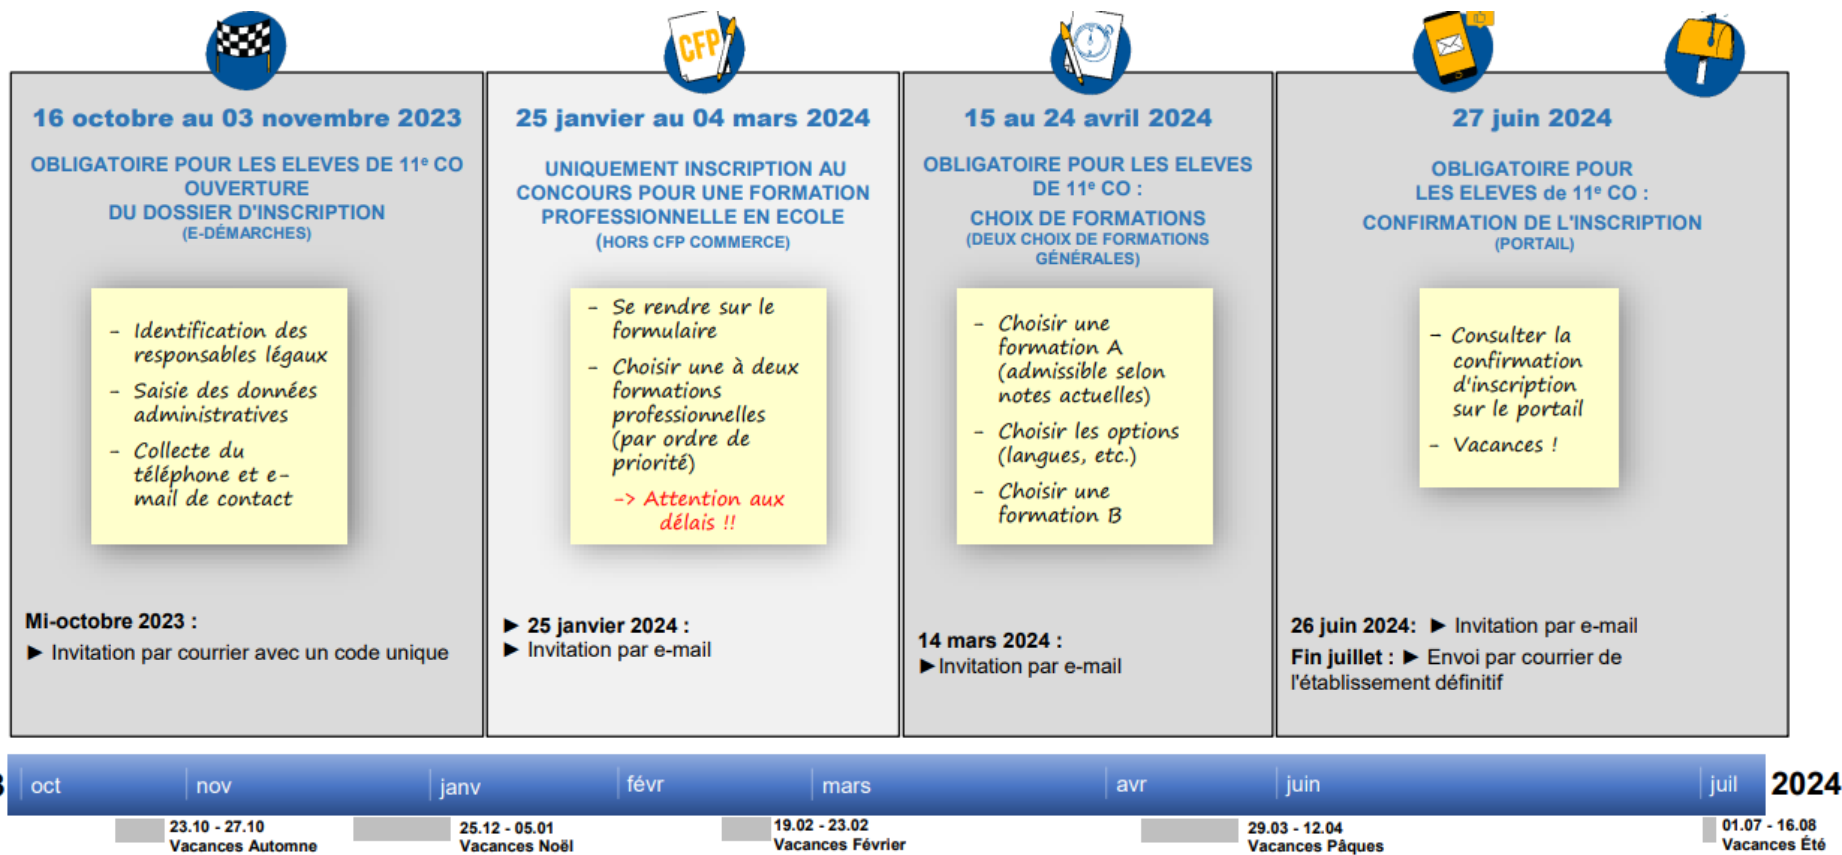 CFP
16 octobre au 03 novembre 2023
OBLIGATOIRE POUR LES ELEVES DE 11e CO
OUVERTURE
DU DOSSIER D'INSCRIPTION
(E-DÉMARCHES)
- Identification des
responsables légaux
- Saisie des données
administratives
- Collecte du
téléphone et e-
mail de contact
Mi-octobre 2023 :
► Invitation par courrier avec un code unique
25 janvier au 04 mars 2024
UNIQUEMENT INSCRIPTION AU
CONCOURS POUR UNE FORMATION
PROFESSIONNELLE EN ECOLE
(HORS CFP COMMERCE)
- Se rendre sur le
formulaire
- Choisir une à deux
formations
professionnelles
(par ordre de
priorité)
-> Attention aux
délais !!
► 25 janvier 2024 :
► Invitation par e-mail
15 au 24 avril 2024
OBLIGATOIRE POUR LES ELEVES
DE 11e CO :
CHOIX DE FORMATIONS
(DEUX CHOIX DE FORMATIONS
GÉNÉRALES)
- Choisir une
formation A
(admissible selon
notes actuelles)
- Choisir les options
(langues, etc.)
- Choisir une
formation B
14 mars 2024 :
►Invitation par e-mail
27 juin 2024
OBLIGATOIRE POUR
LES ELEVES de 11e CO :
CONFIRMATION DE L'INSCRIPTION
(PORTAIL)
- Consulter la
confirmation
d'inscription
sur le portail
- Vacances !
26 juin 2024: ► Invitation par e-mail
Fin juillet : ► Envoi par courrier de
l'établissement définitif
3 oct nov janv févr mars avr juin juil 2024
23.10 - 27.10
Vacances Automne
25.12 - 05.01
Vacances Noël
19.02 - 23.02
Vacances Février
29.03 - 12.04
Vacances Pâques
01.07 - 16.08
Vacances Été